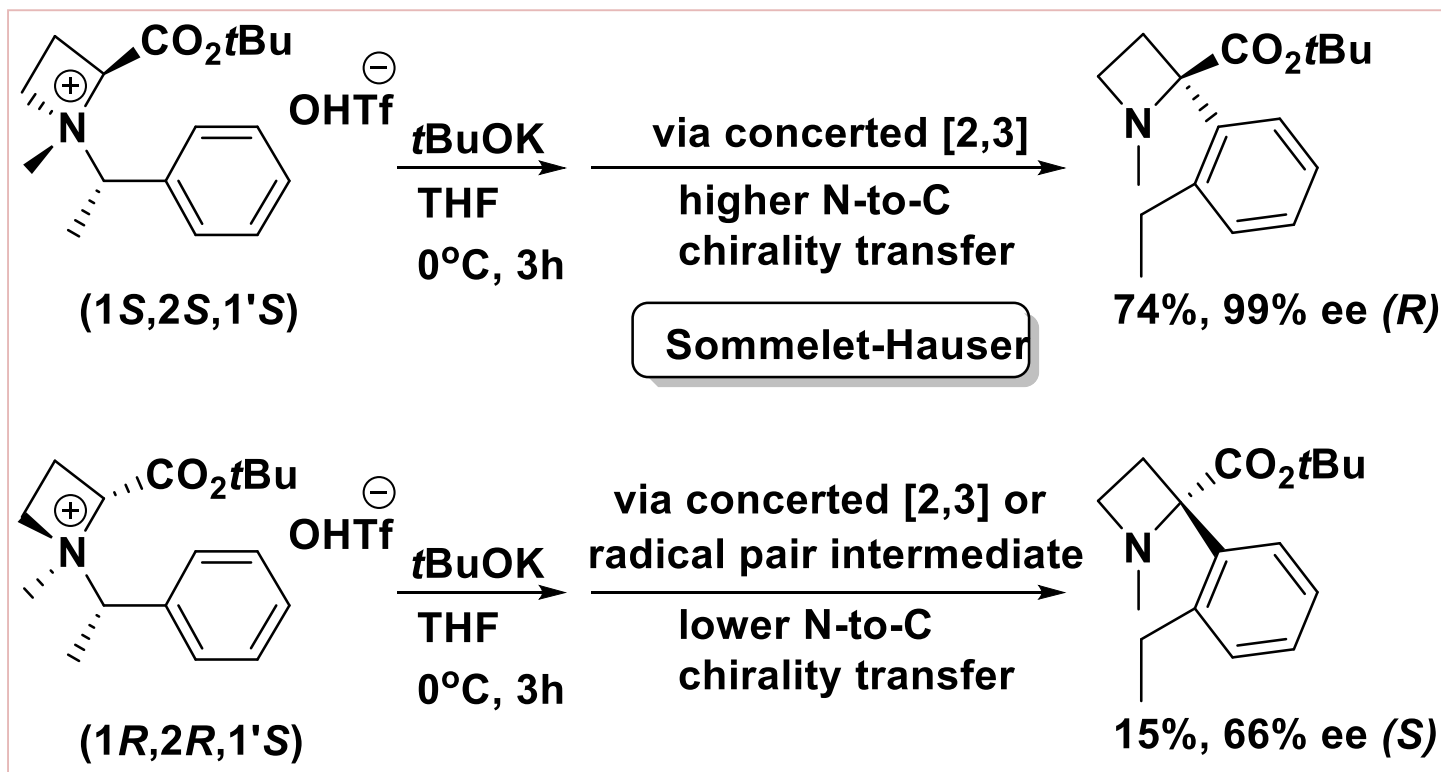 CO2tBu
⊕
N
⊖
OHTf
(1S,2S,1'S)
tBuOK
THF
0°C, 3h
via concerted [2,3]
higher N-to-C
chirality transfer
Sommelet-Hauser
CO2tBu
N
74%, 99% ee (R)
CO2tBu
⊕
N
⊖
OHTf
(1R,2R,1'S)
tBuOK
THF
0°C, 3h
via concerted [2,3] or
radical pair intermediate
lower N-to-C
chirality transfer
CO2tBu
N
15%, 66% ee (S)